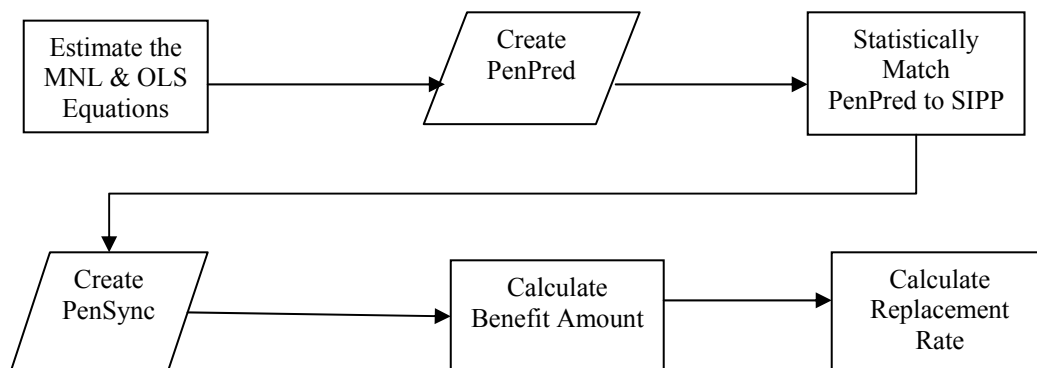 Estimate the
MNL & OLS
Equations
Create
PenPred
Statistically
Match
PenPred to SIPP
Create
PenSync
Calculate
Benefit Amount
Calculate
Replacement
Rate